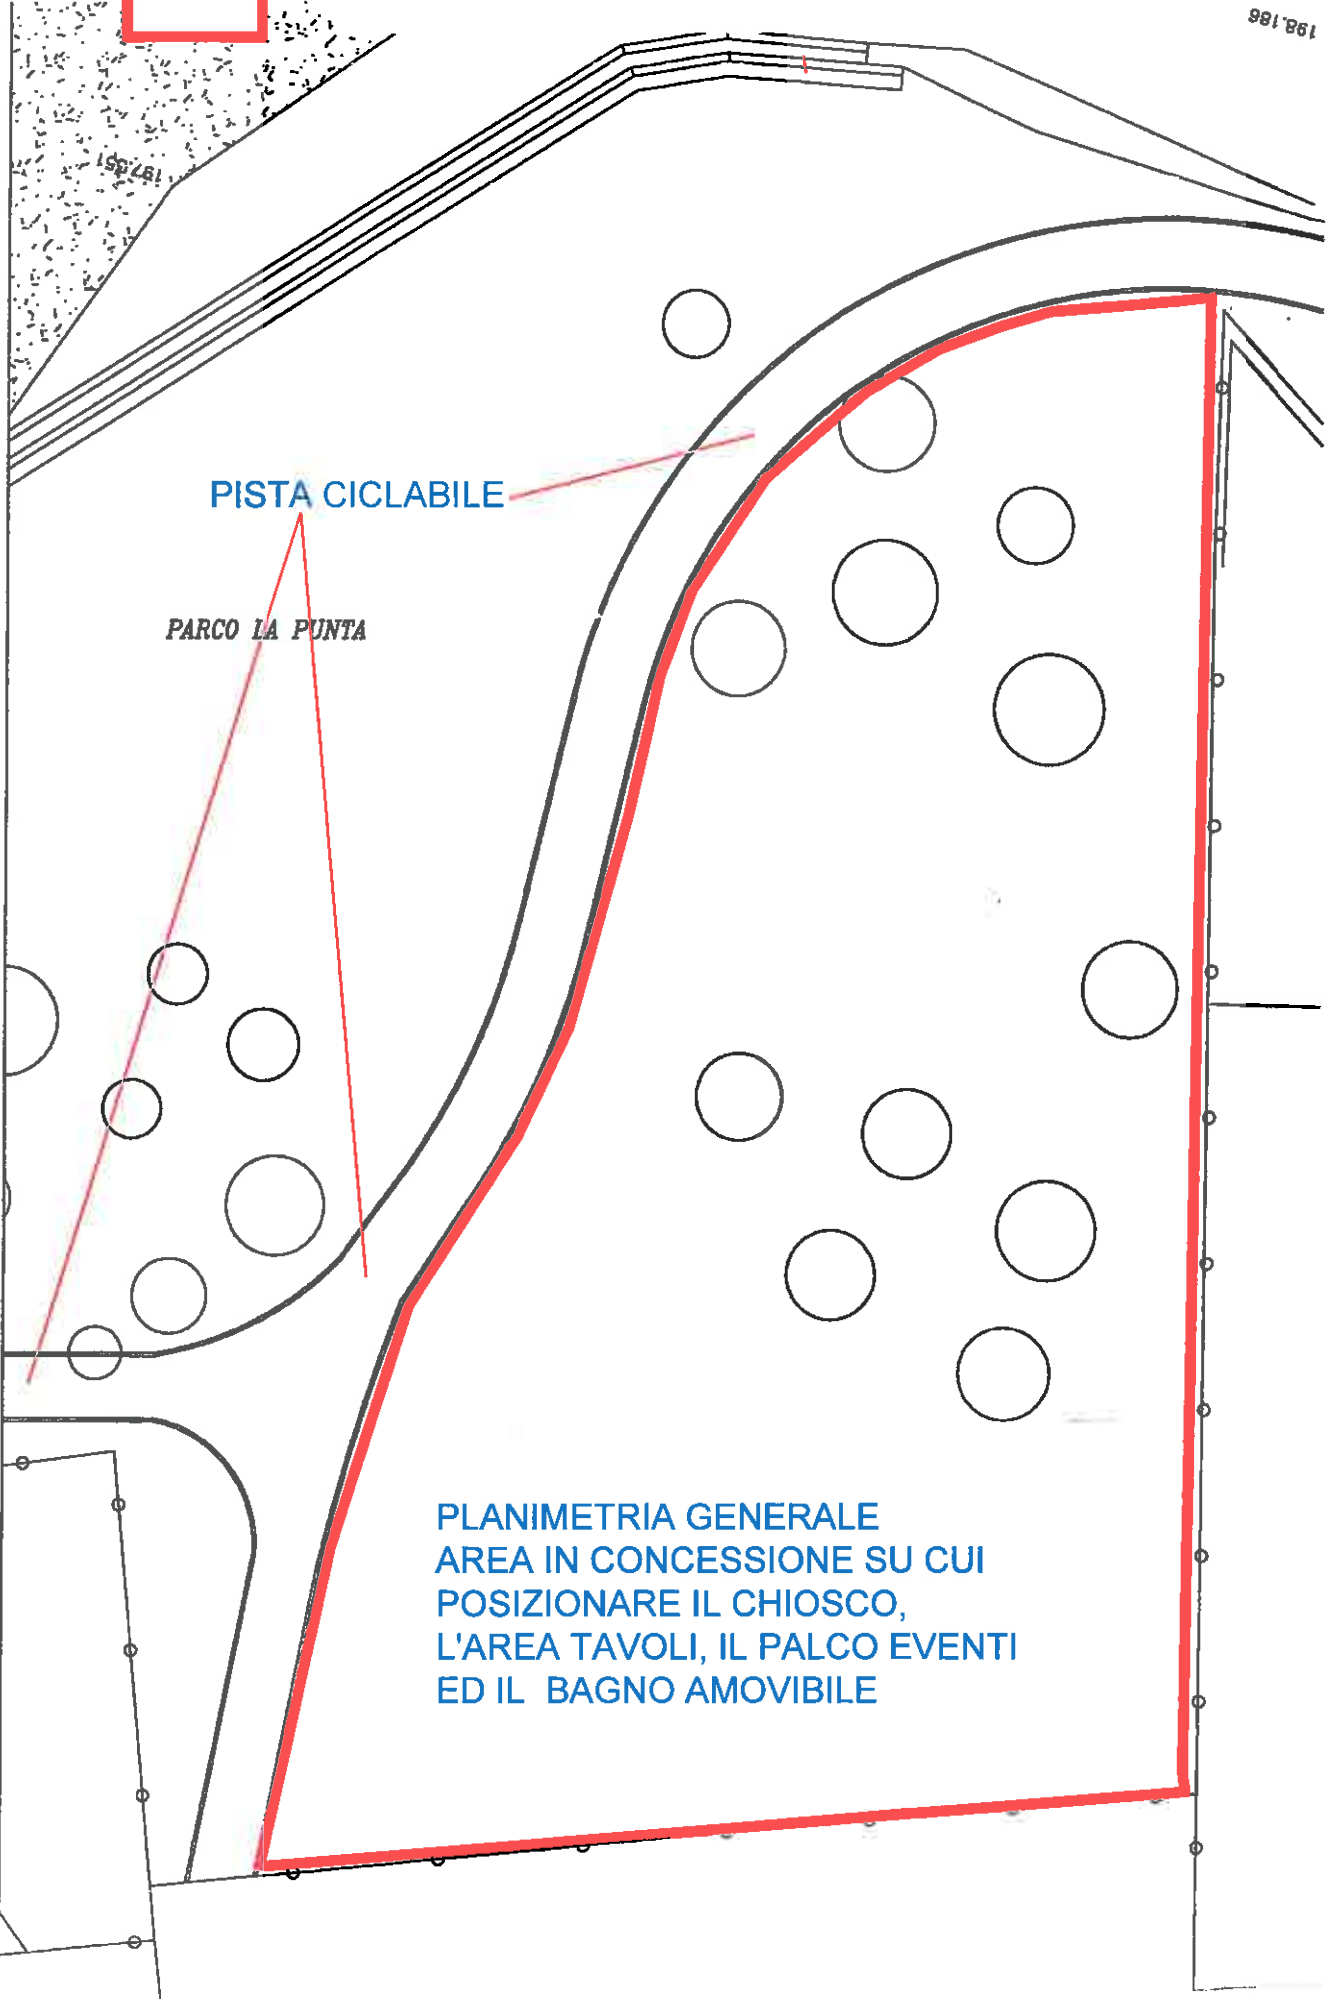 198.186
197.551
PISTA CICLABILE
PARCO LA PUNTA
PLANIMETRIA GENERALE
AREA IN CONCESSIONE SU CUI
POSIZIONARE IL CHIOSCO,
L'AREA TAVOLI, IL PALCO EVENTI
ED IL BAGNO AMOVIBILE